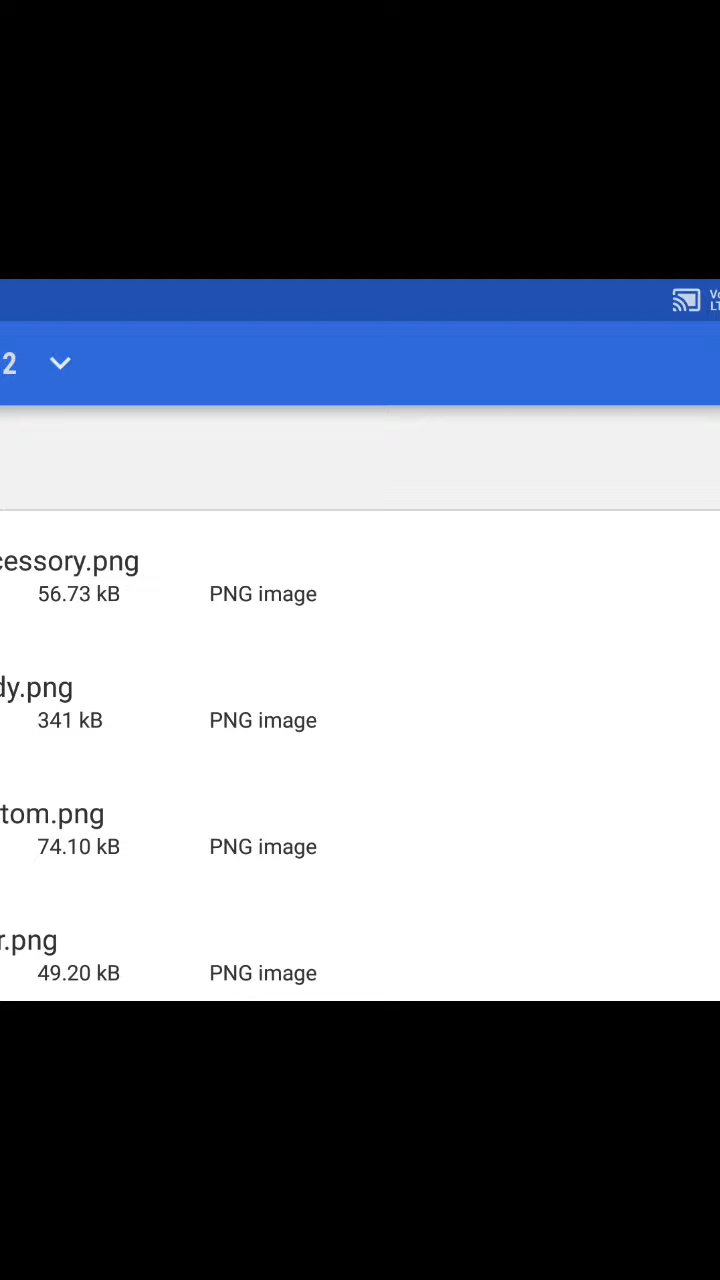 2
cessory.png
56.73 kB PNG image
dy.png
341 kB PNG image
tom.png
74.10 kB PNG image
r.png
49.20 kB PNG image